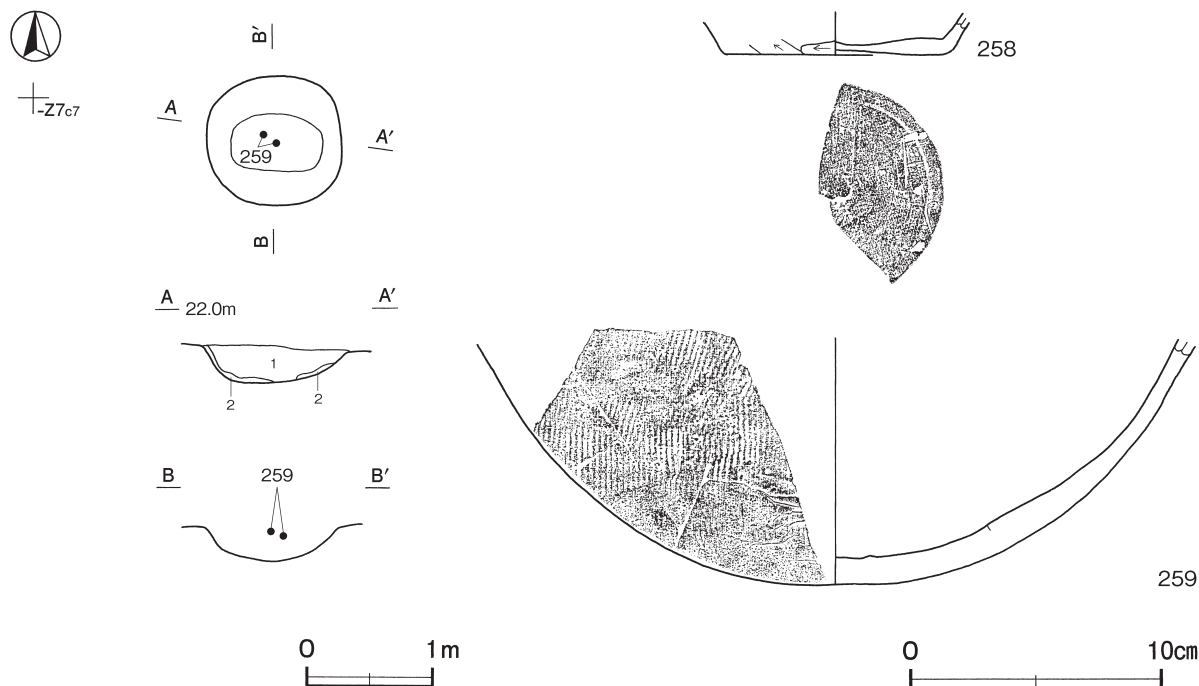 B′
-Z7c7
A
A′
259
B
A 22.0m A′
1
2 2
B 259 B′
0 1m
258
259
0 10cm